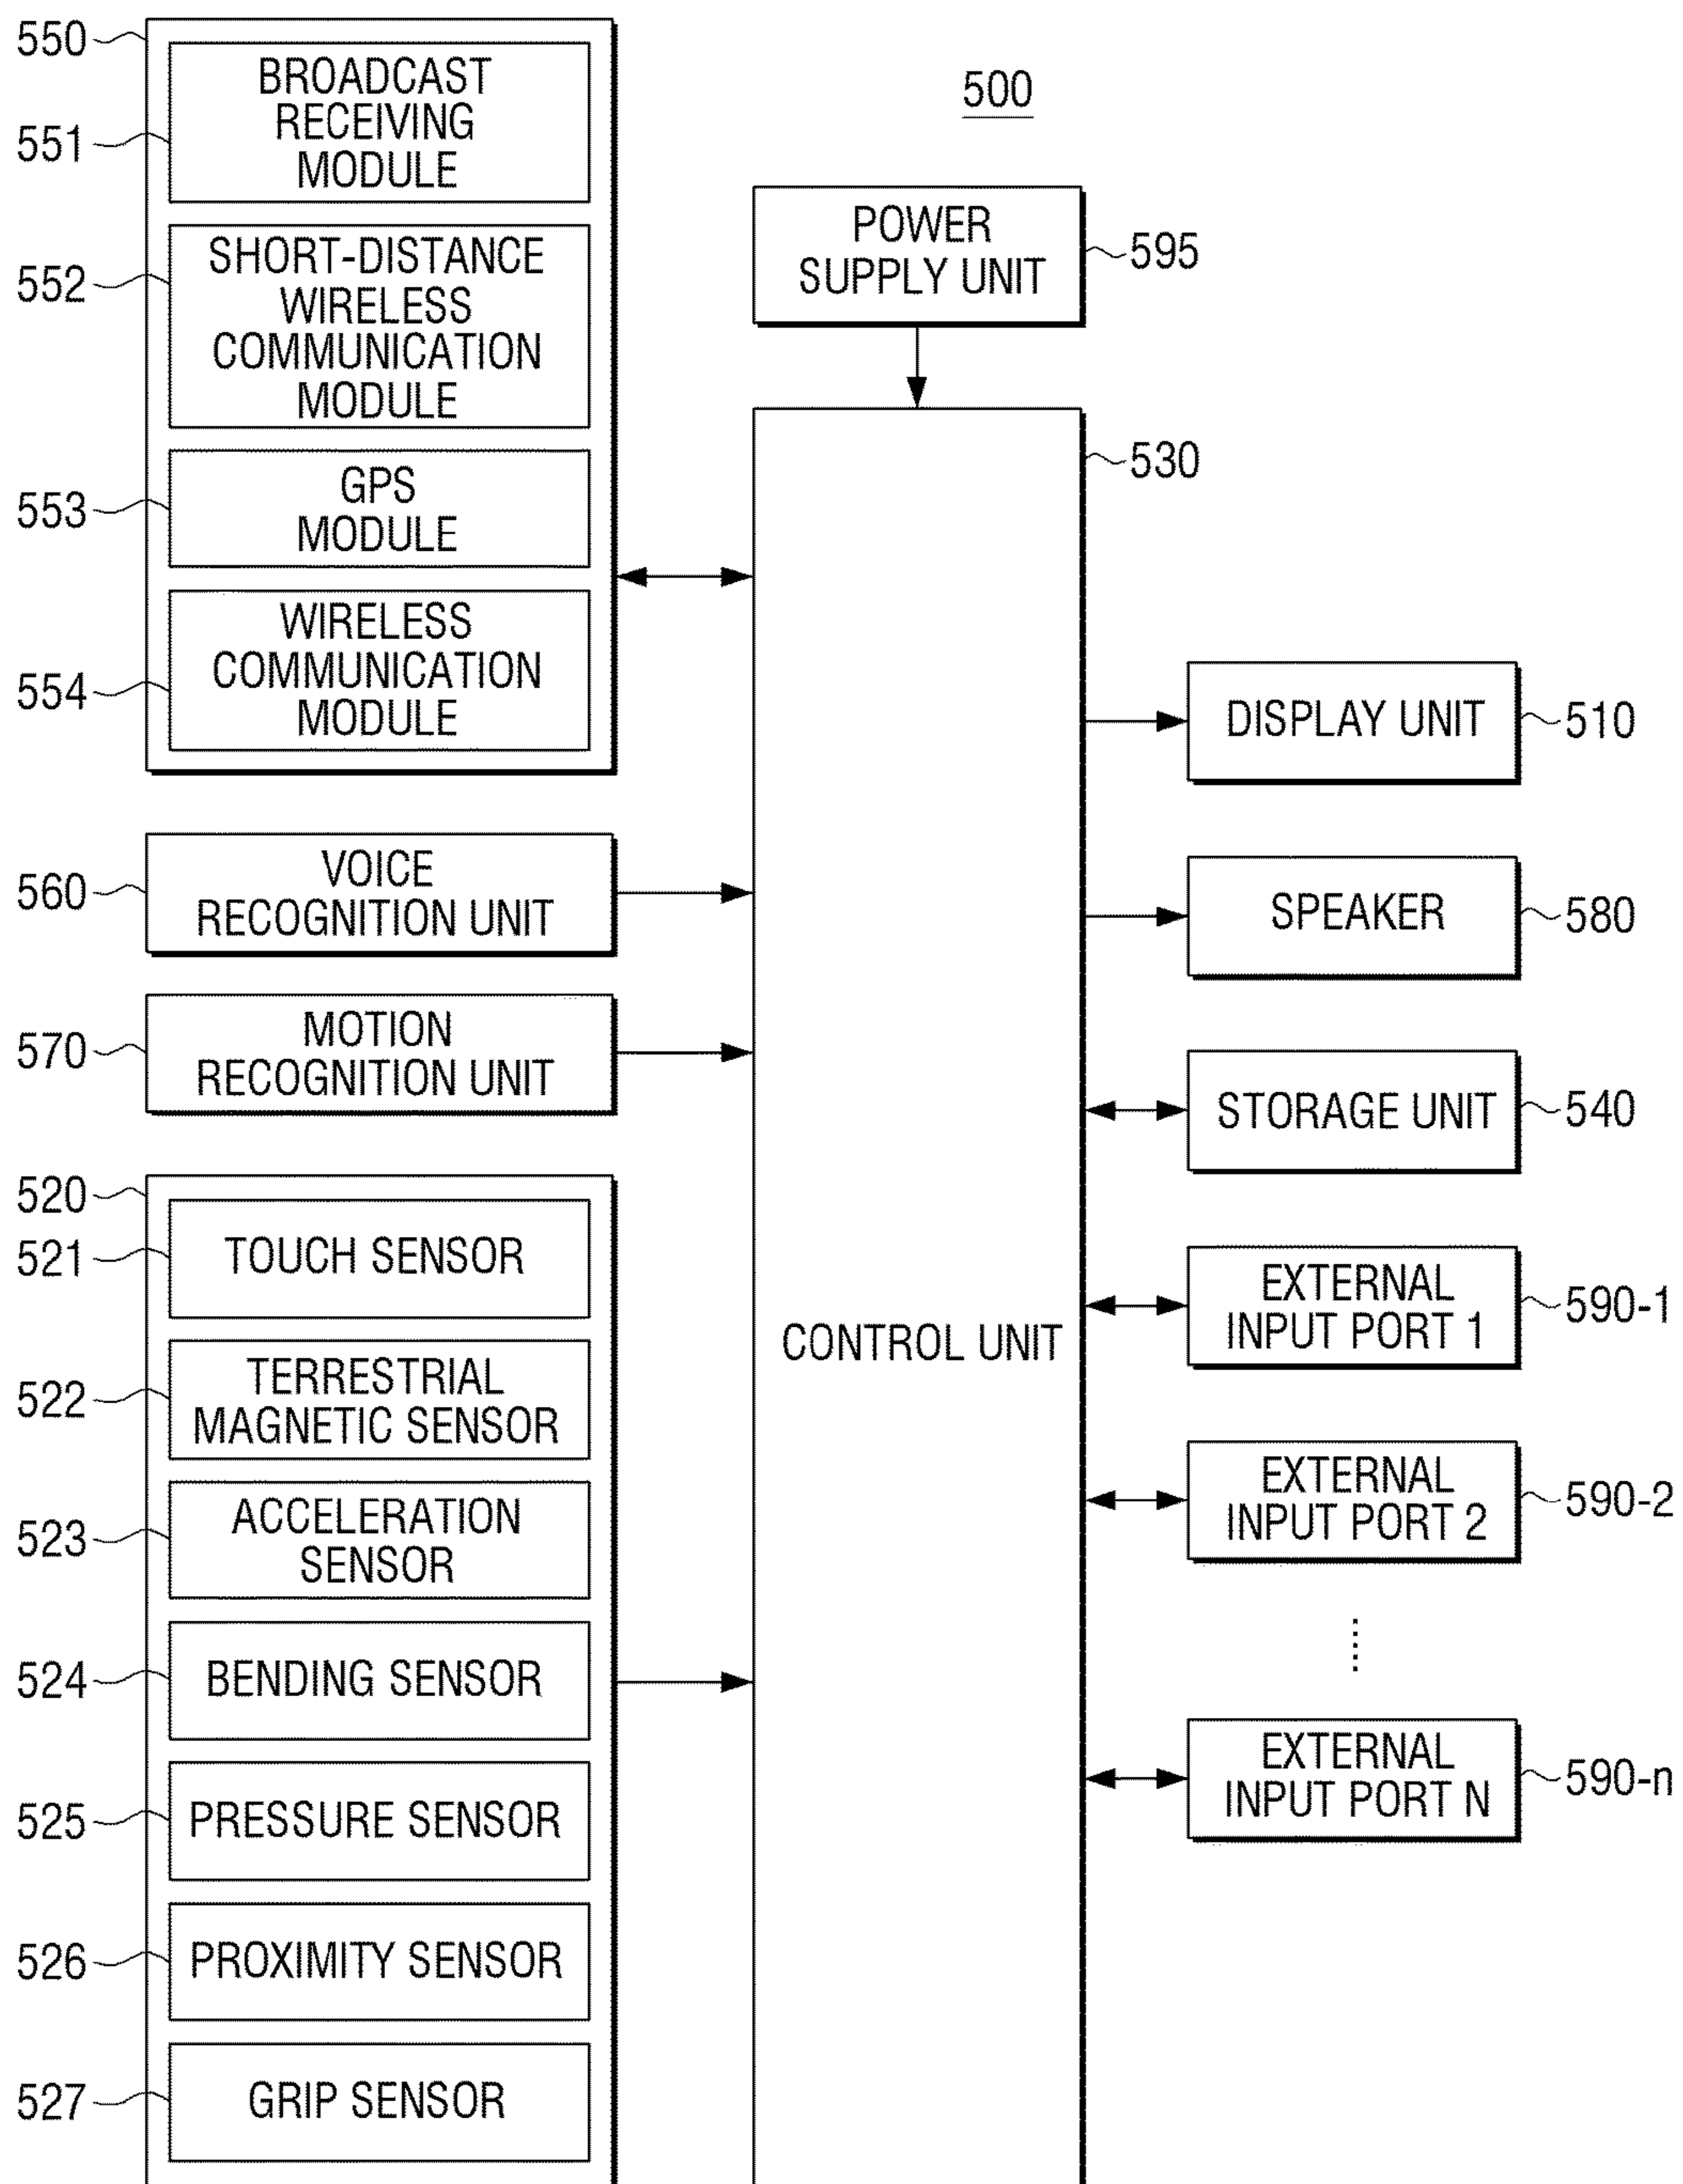 500
550
551
BROADCAST
RECEIVING
MODULE
552
SHORT-DISTANCE
WIRELESS
COMMUNICATION
MODULE
553
GPS
MODULE
554
WIRELESS
COMMUNICATION
MODULE
560
VOICE
RECOGNITION UNIT
570
MOTION
RECOGNITION UNIT
520
521
TOUCH SENSOR
522
TERRESTRIAL
MAGNETIC SENSOR
523
ACCELERATION
SENSOR
524
BENDING SENSOR
525
PRESSURE SENSOR
526
PROXIMITY SENSOR
527
GRIP SENSOR
POWER
SUPPLY UNIT
595
530
CONTROL UNIT
DISPLAY UNIT
510
SPEAKER
580
STORAGE UNIT
540
EXTERNAL
INPUT PORT 1
590-1
EXTERNAL
INPUT PORT 2
590-2
EXTERNAL
INPUT PORT N
590-n